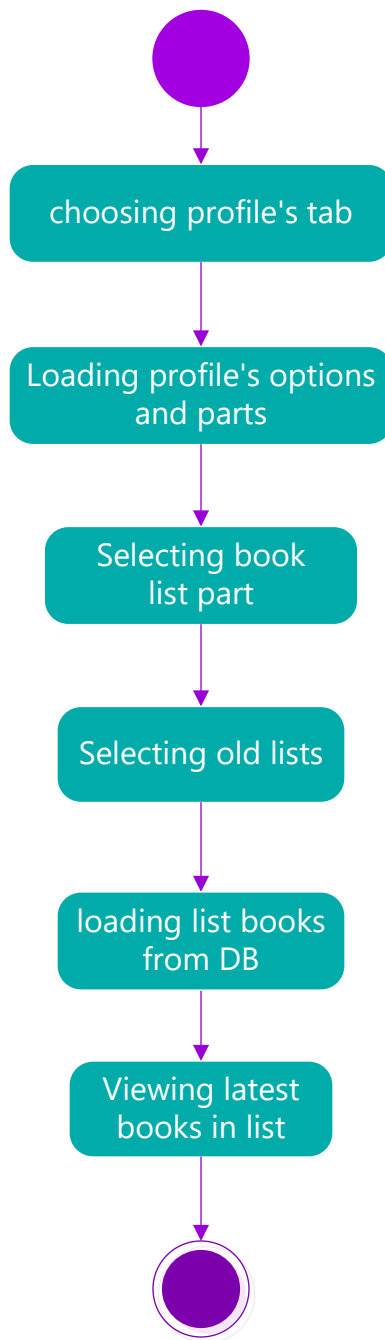 choosing profile's tab
Loading profile's options
and parts
Selecting book
list part
Selecting old lists
loading list books
from DB
Viewing latest
books in list